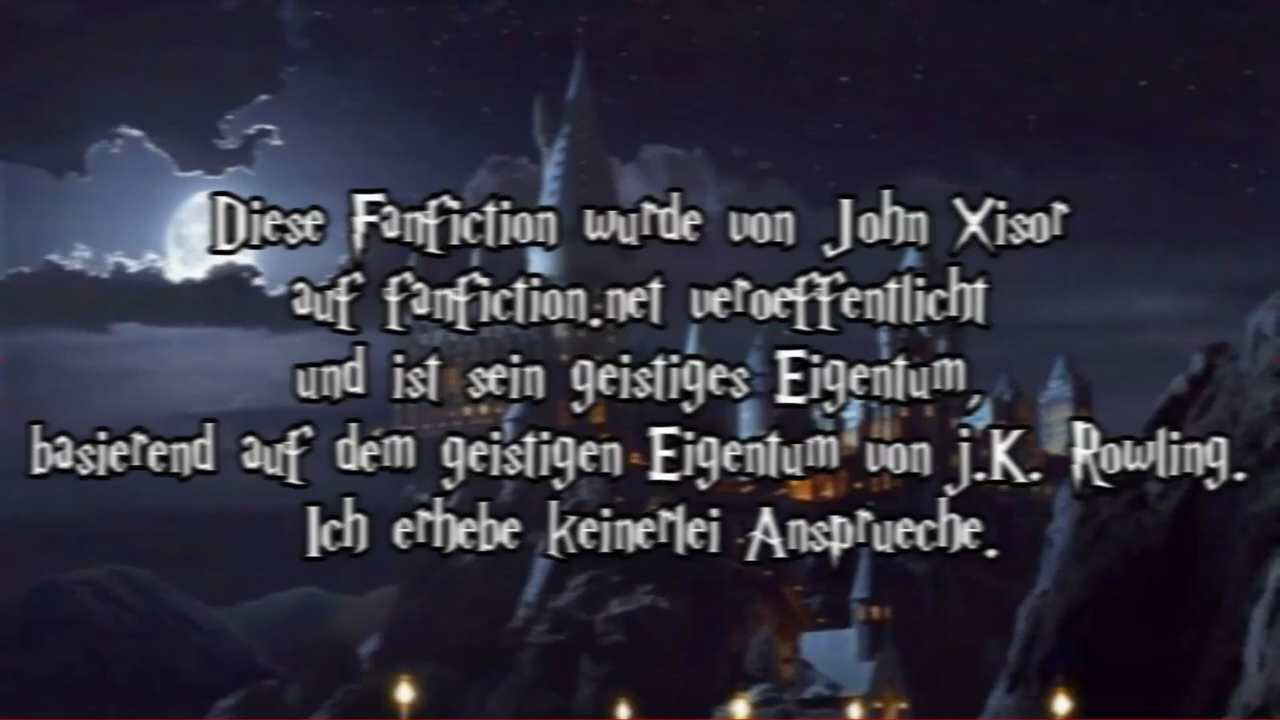 Diese Fanfiction wurde von John Xisor
auf fanfiction.net veroeffentlicht
und ist sein geistiges Eigentum,
basierend auf dem geistigen Eigentum von j.K. Rowling.
Ich erhebe keinerlei Ansprueche.